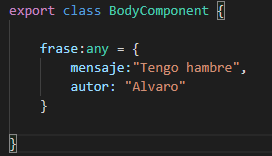 export class BodyComponent {
frase:any = {
mensaje:"Tengo hambre",
autor: "Alvaro"
}
}